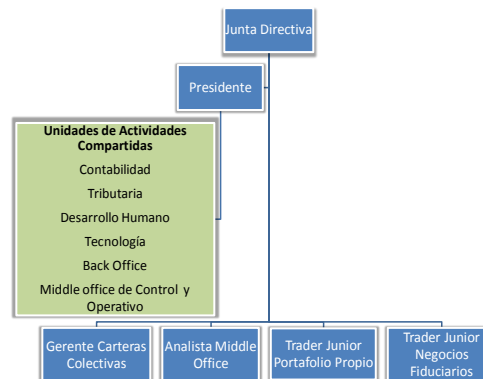 Junta Directiva
Presidente
Unidades de Actividades
Compartidas
Contabilidad
Tributaria
Desarrollo Humano
Tecnología
Back Office
Middle office de Control y
Operativo
Gerente Carteras
Colectivas
Analista Middle
Office
Trader Junior
Portafolio Propio
Trader Junior
Negocios
Fiduciarios